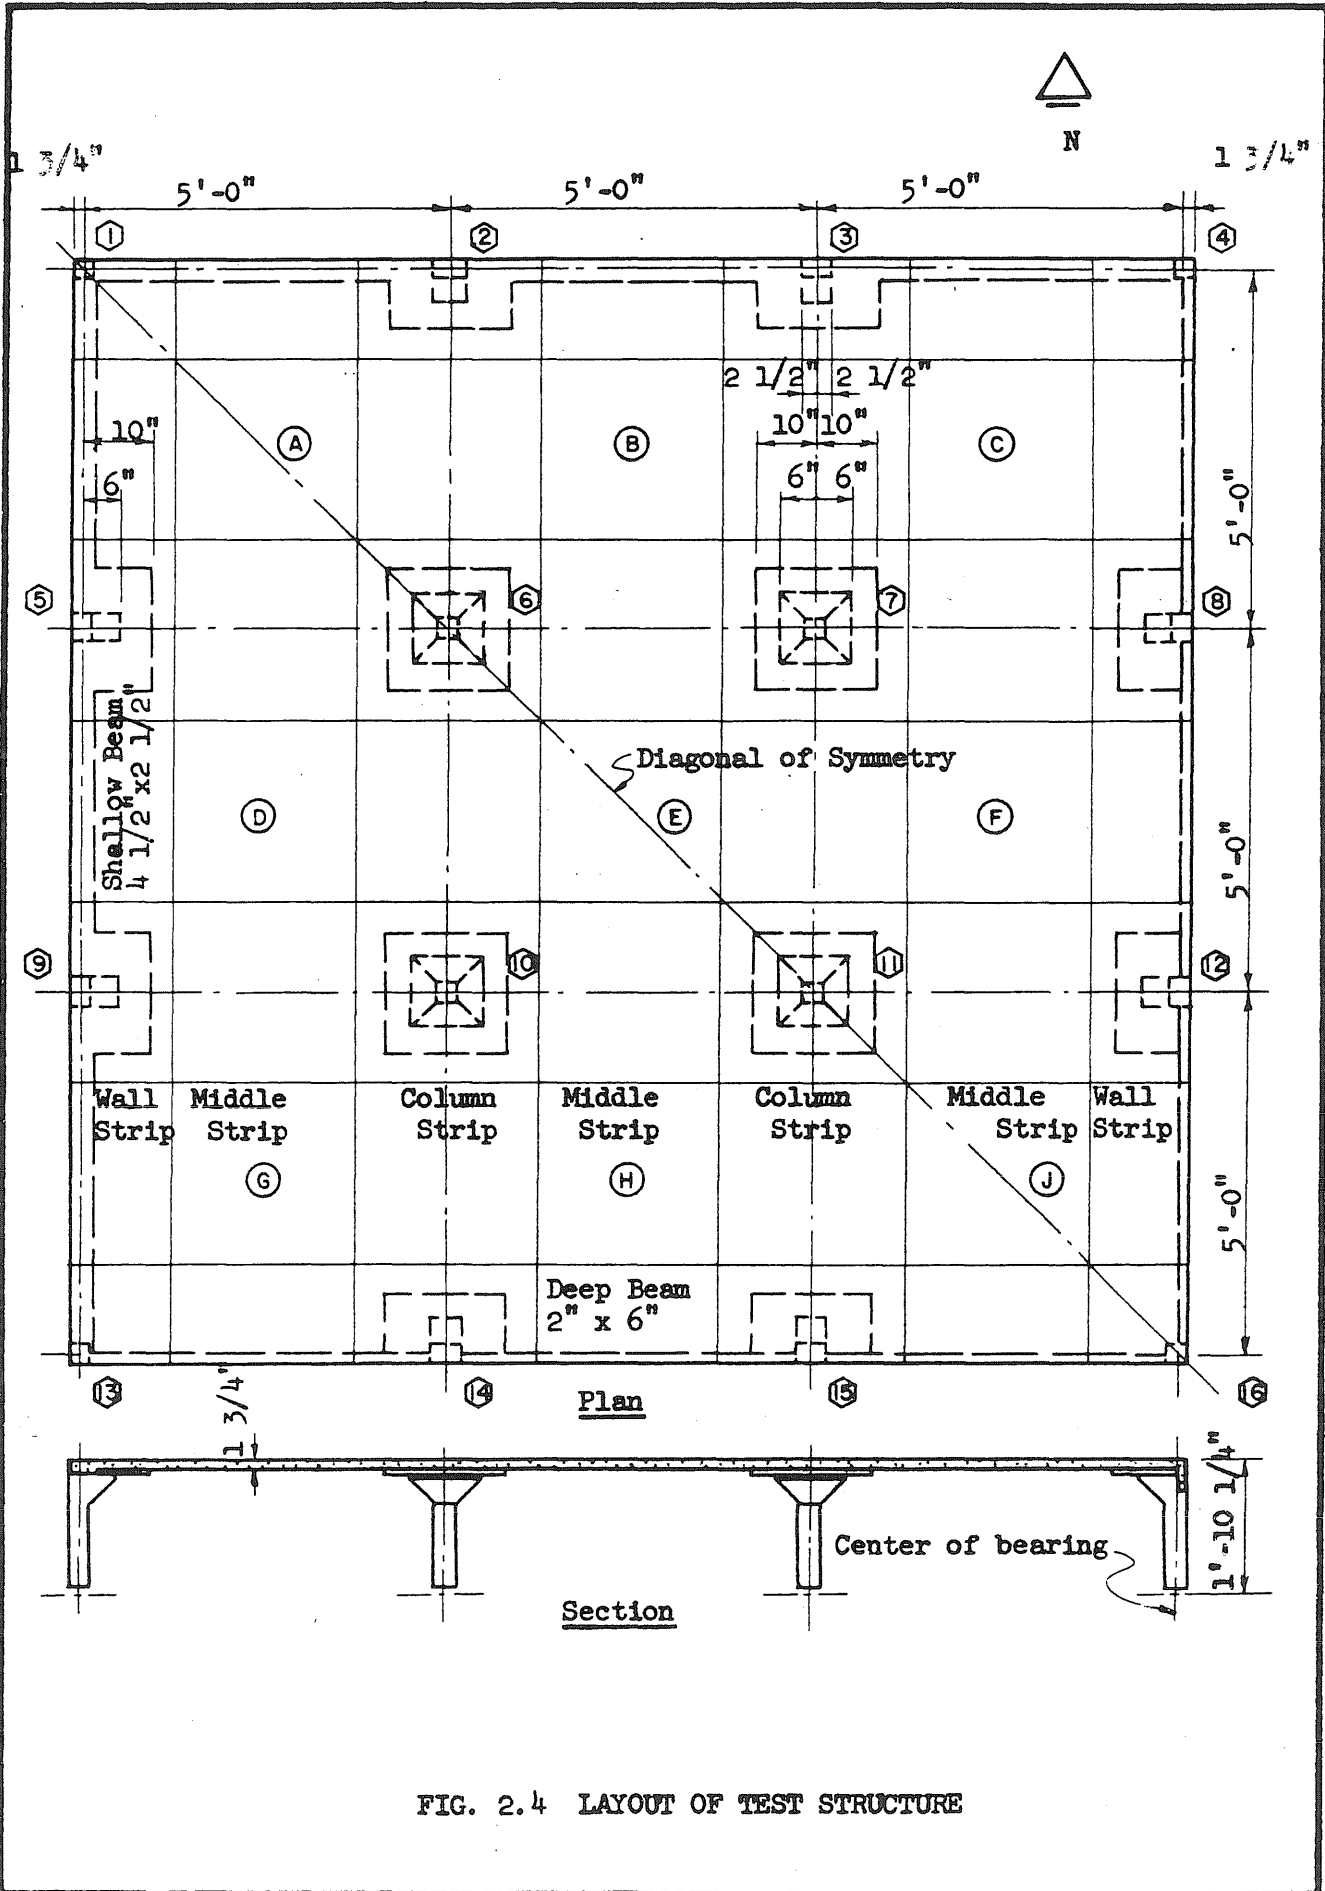 N
1 3/4"
5'-0"
5'-0"
5'-0"
1 3/4"
1
2
3
4
2 1/2" 2 1/2"
10"
10" 10"
A
B
C
6"
6" 6"
5'-0"
5
6
7
8
Shallow Beam
4 1/2"x2 1/2"
Diagonal of Symmetry
D
E
F
5'-0"
9
10
11
12
Wall Strip
Middle Strip
Column Strip
Middle Strip
Column Strip
Middle Strip
Wall Strip
G
H
J
5'-0"
Deep Beam
2" x 6"
13
14
15
16
1 3/4"
Plan
1'-10 1/4"
Center of bearing
Section
FIG. 2.4 LAYOUT OF TEST STRUCTURE